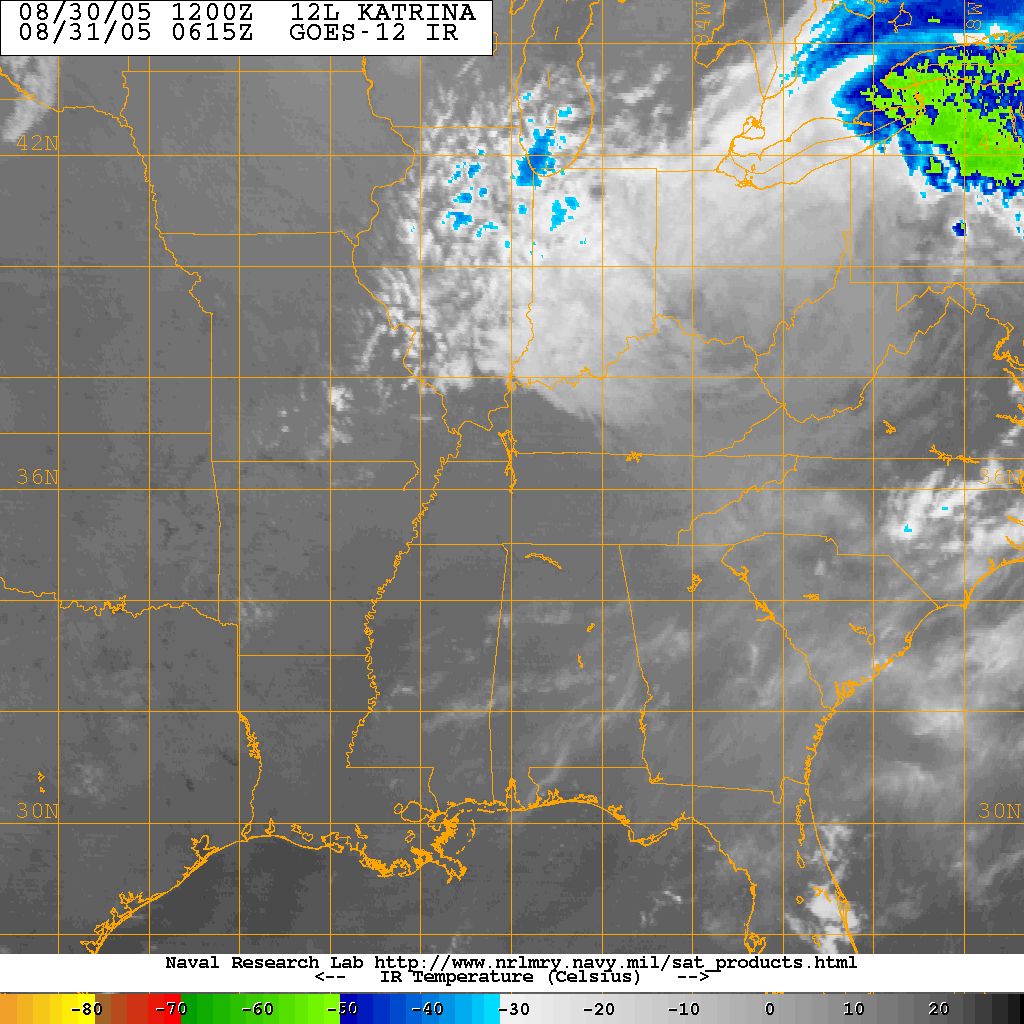 08/30/05 1200Z 12L KATRINA
08/31/05 0615Z GOES-12 IR
84W
42N
36N
36N
30N
30N
Naval Research Lab http://www.nrlmry.navy.mil/sat_products.html
<-- IR Temperature (Celsius) -->
-80 -70 -60 -50 -40 -30 -20 -10 0 10 20